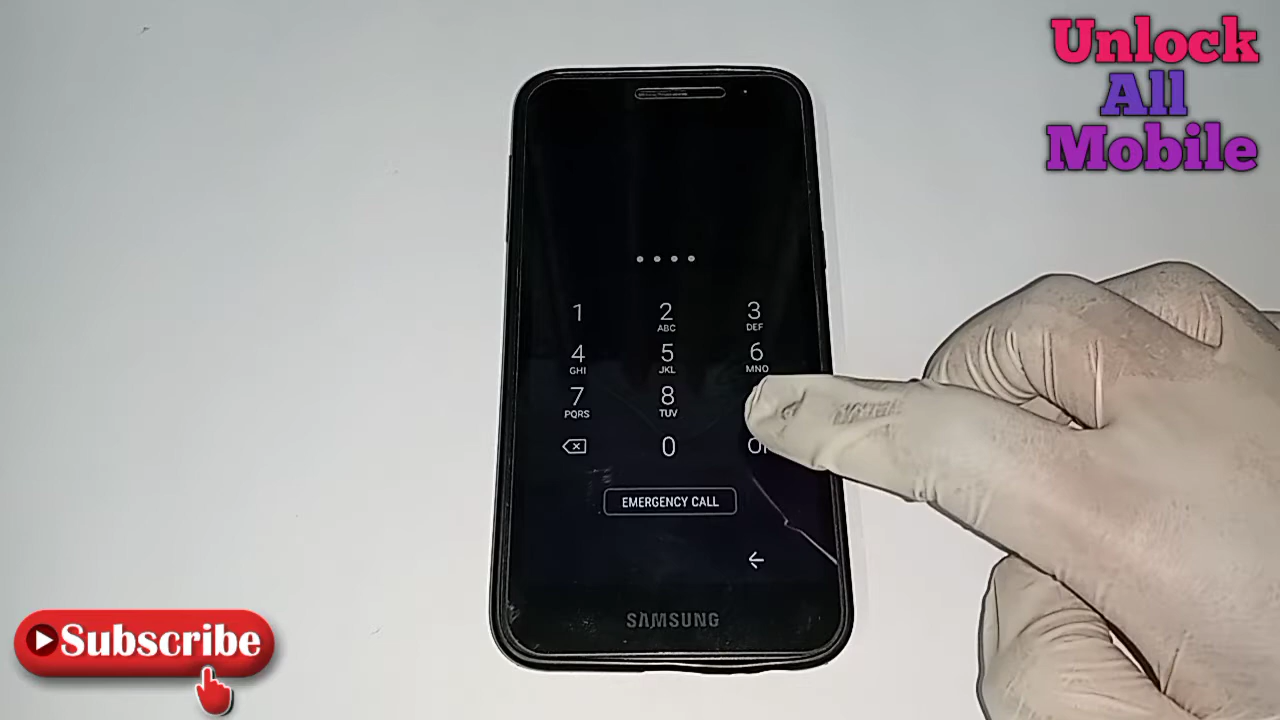 Unlock
All
Mobile
1 2 3
ABC DEF
4 5 6
GHI JKL MNO
7 8
PQRS TUV
0
EMERGENCY CALL
SAMSUNG
Subscribe